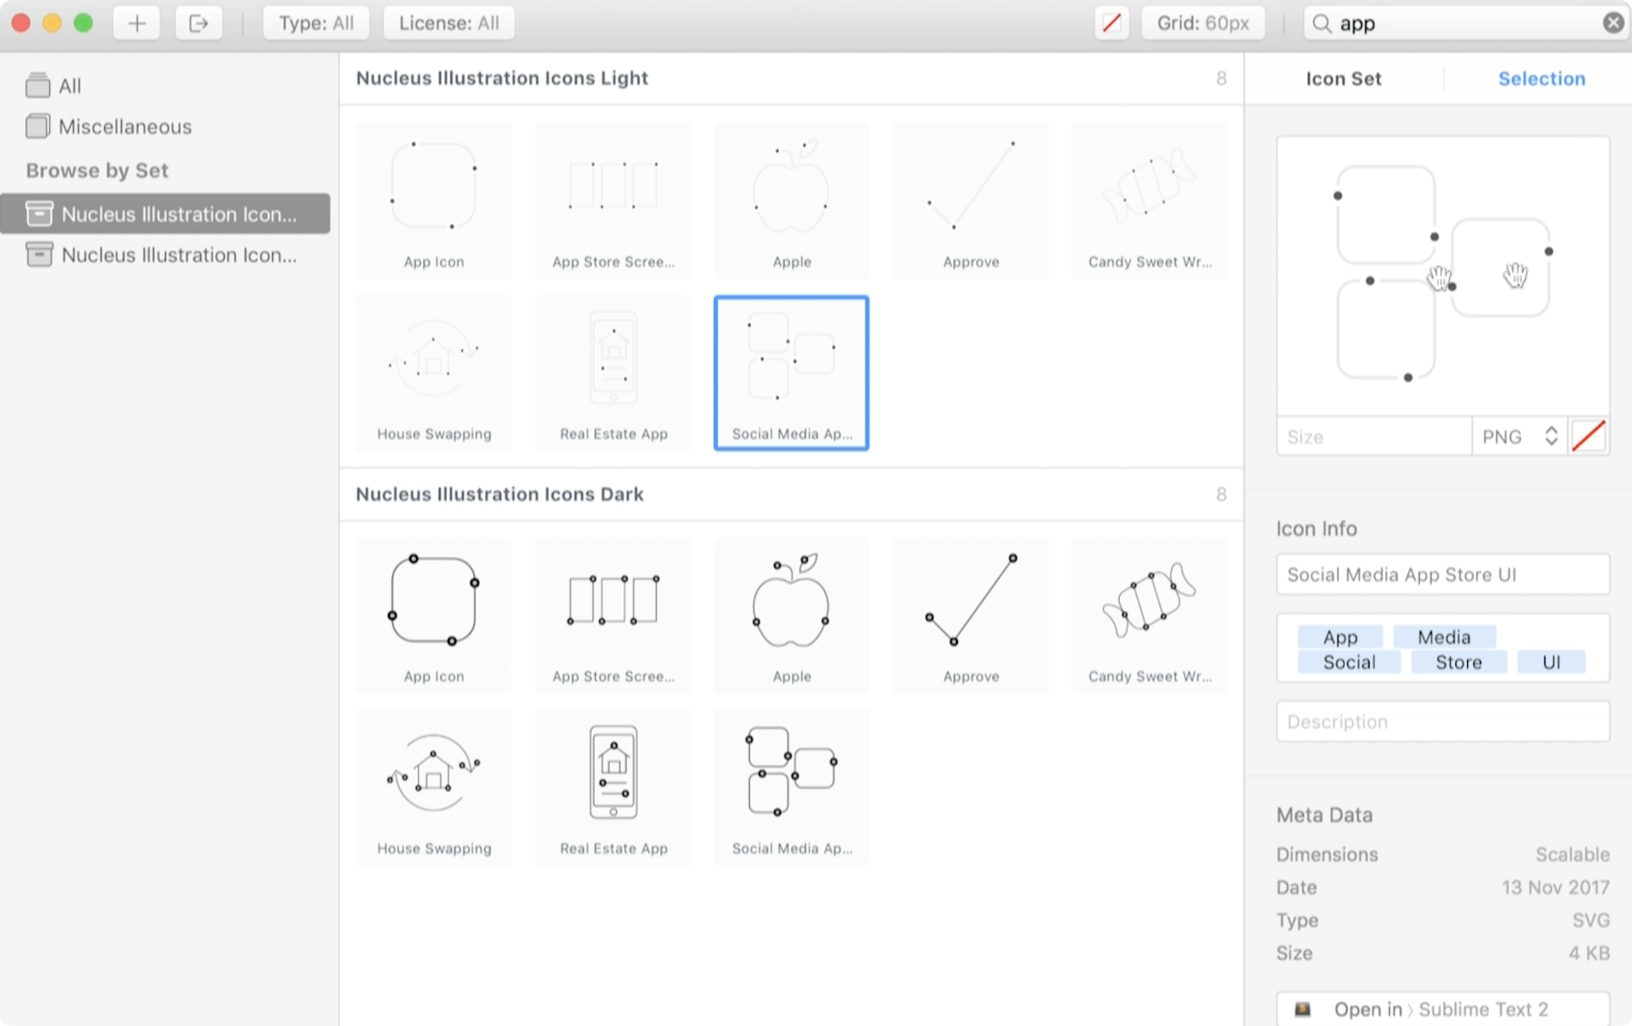 Type: All
License: All
Grid: 60px
app
All
Miscellaneous
Browse by Set
Nucleus Illustration Icon...
Nucleus Illustration Icon...
Nucleus Illustration Icons Light
8
App Icon
App Store Scree...
Apple
Approve
Candy Sweet Wr...
House Swapping
Real Estate App
Social Media Ap...
Nucleus Illustration Icons Dark
8
App Icon
App Store Scree...
Apple
Approve
Candy Sweet Wr...
House Swapping
Real Estate App
Social Media Ap...
Icon Set
Selection
Size
PNG
Icon Info
Social Media App Store UI
App Media
Social Store UI
Description
Meta Data
Dimensions Scalable
Date 13 Nov 2017
Type SVG
Size 4 KB
Open in 〉 Sublime Text 2